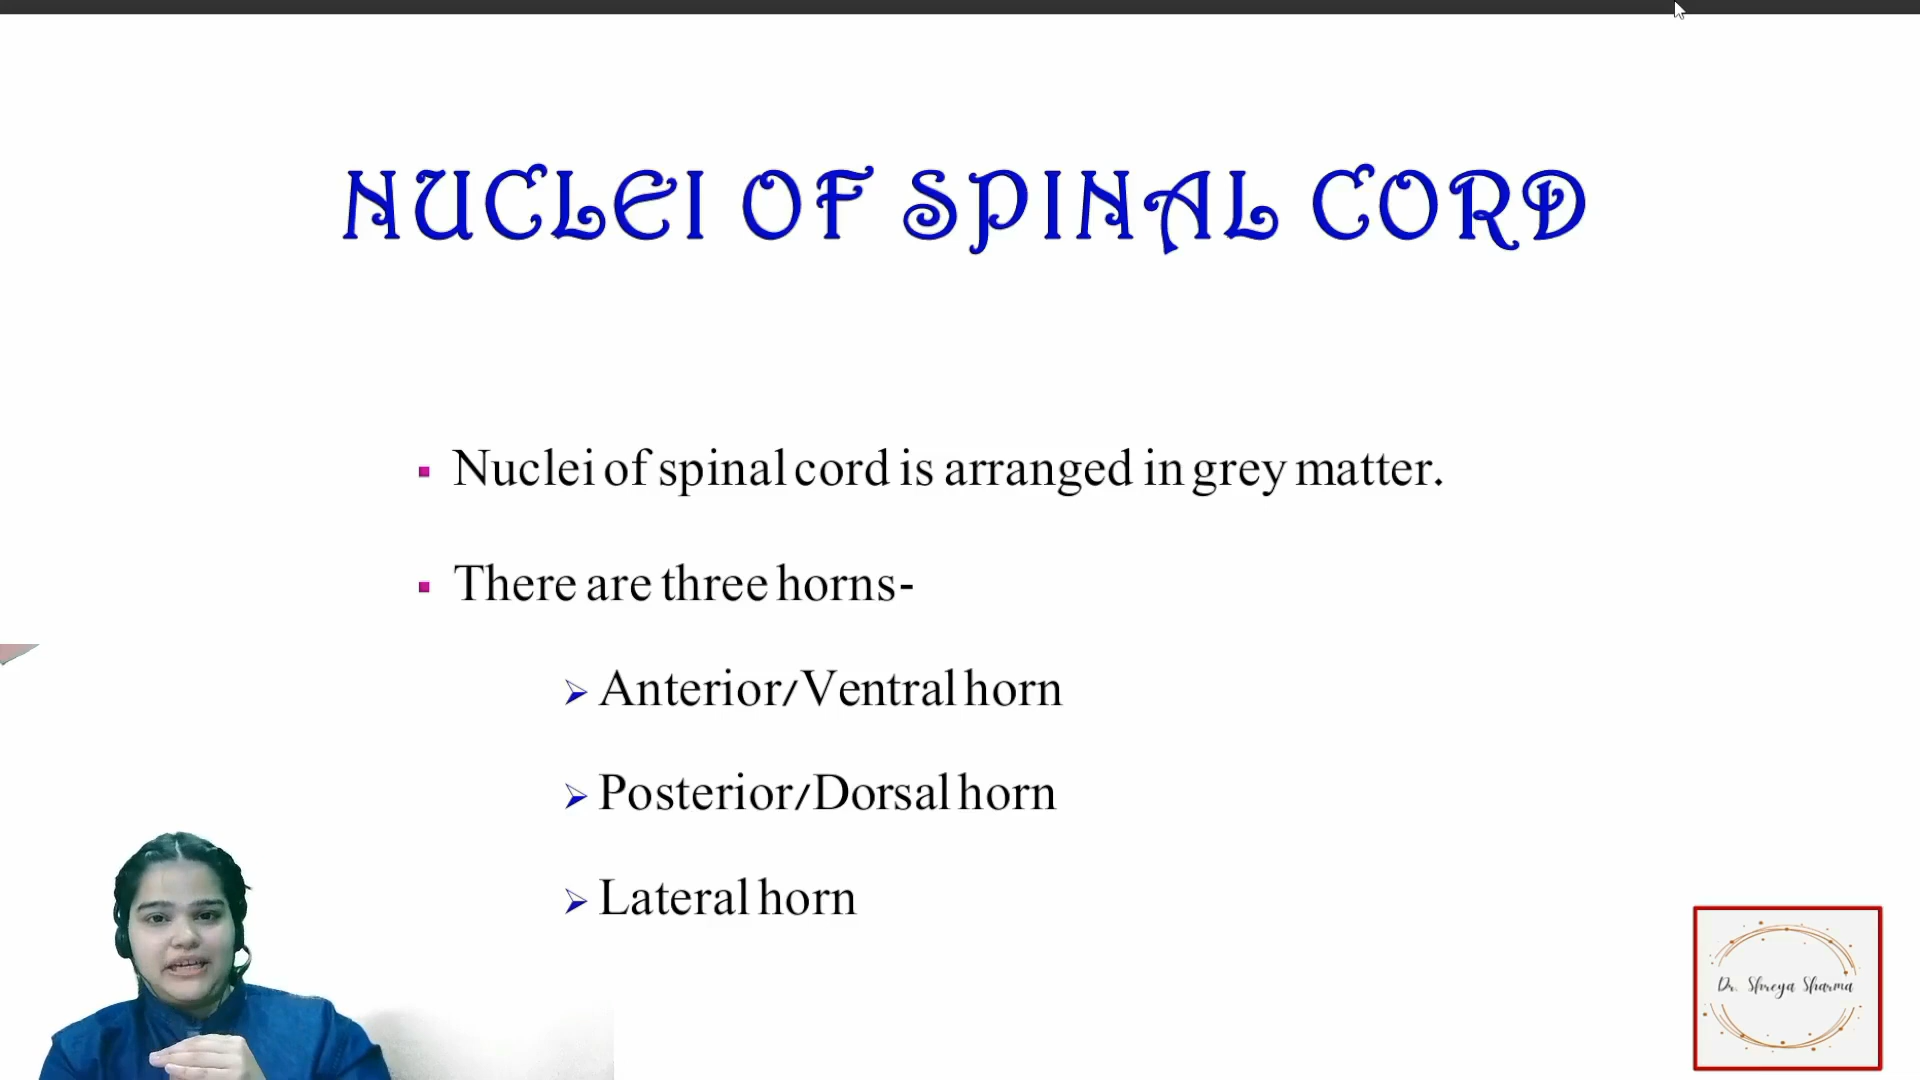 NUCLEI OF SPINAL CORD
Nuclei of spinal cord is arranged in grey matter.
There are three horns-
Anterior/Ventral horn
Posterior/Dorsal horn
Lateral horn
Dr. Shreya Sharma